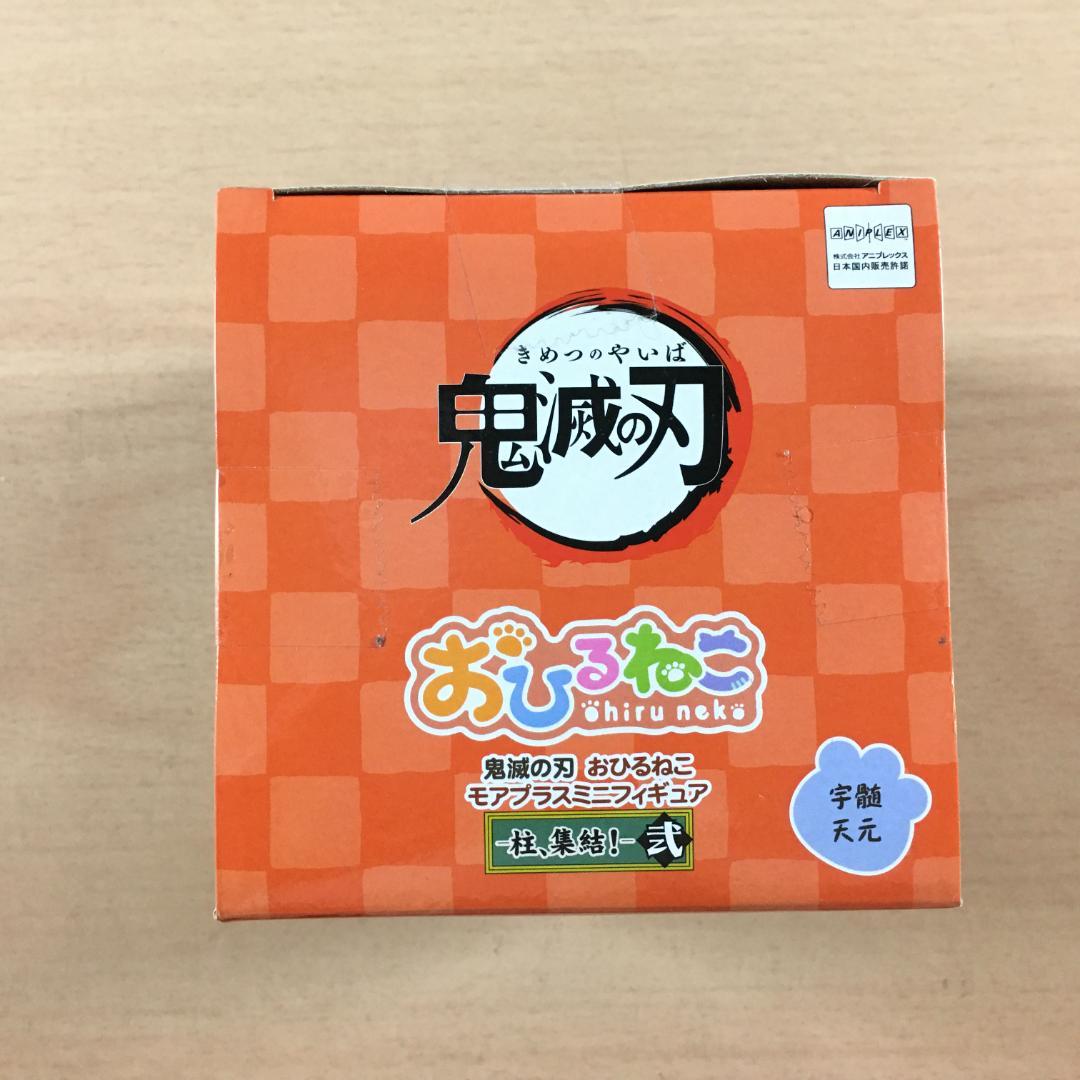 ANIPLEX
株式会社アニプレックス
日本国内販売許諾
きめつのやいば
鬼滅の刃
おひるねこ
ohiru neko
鬼滅の刃 おひるねこ
モアプラスミニフィギュア
-柱、集結!- 弐
宇髄
天元